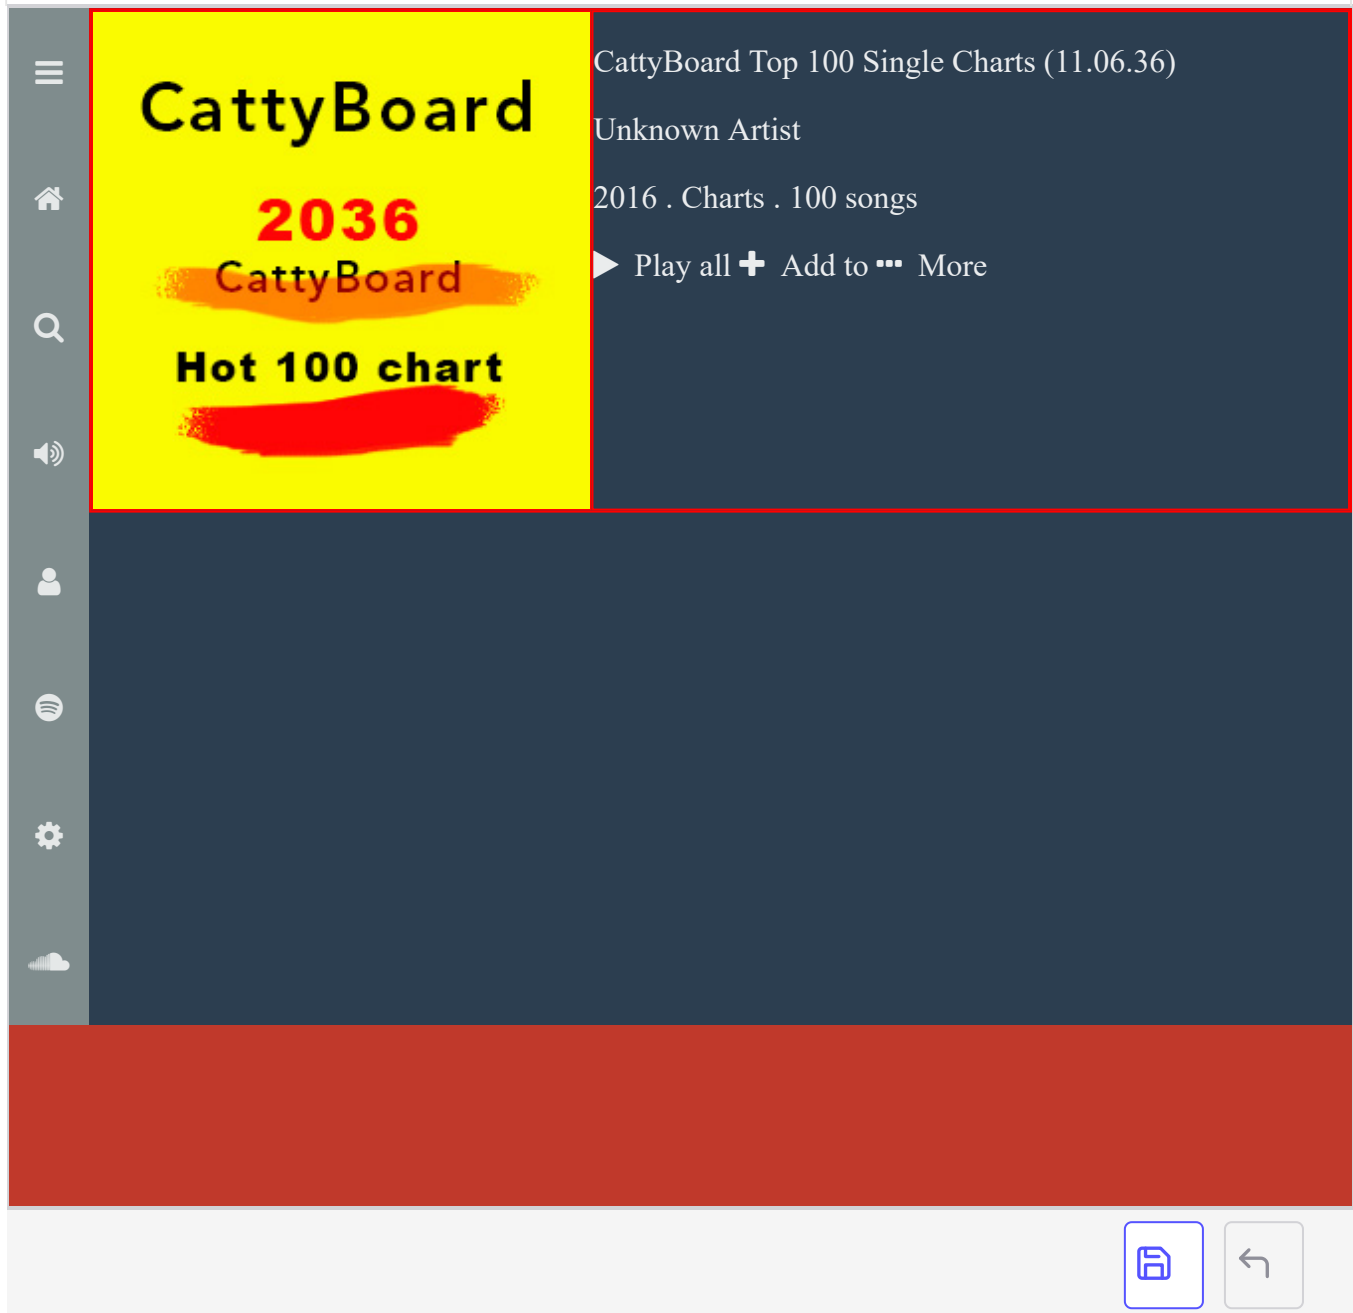 CattyBoard
2036
CattyBoard
Hot 100 chart
CattyBoard Top 100 Single Charts (11.06.36)
Unknown Artist
2016 . Charts . 100 songs
Play all Add to More